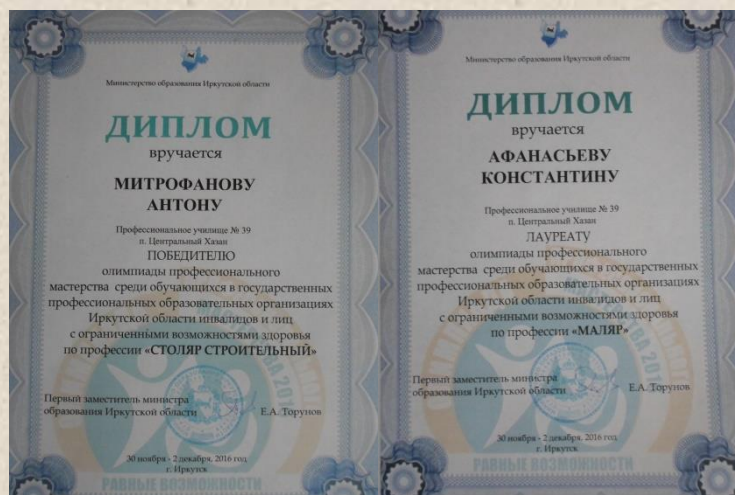 Министерство образования Иркутской области
ДИПЛОМ
вручается
МИТРОФАНОВУ
АНТОНУ
Профессиональное училище № 39
п. Центральный Хазан
ПОБЕДИТЕЛЮ
олимпиады профессионального
мастерства среди обучающихся в государственных
профессиональных образовательных организациях
Иркутской области инвалидов и лиц
с ограниченными возможностями здоровья
по профессии «СТОЛЯР СТРОИТЕЛЬНЫЙ»
Первый заместитель министра
образования Иркутской области Е.А. Торунов
30 ноября - 2 декабря, 2016 год
г. Иркутск
РАВНЫЕ ВОЗМОЖНОСТИ
Министерство образования Иркутской области
ДИПЛОМ
вручается
АФАНАСЬЕВУ
КОНСТАНТИНУ
Профессиональное училище № 39
п. Центральный Хазан
ЛАУРЕАТУ
олимпиады профессионального
мастерства среди обучающихся в государственных
профессиональных образовательных организациях
Иркутской области инвалидов и лиц
с ограниченными возможностями здоровья
по профессии «МАЛЯР»
Первый заместитель министра
образования Иркутской области Е.А. Торунов
30 ноября - 2 декабря, 2016 год
г. Иркутск
РАВНЫЕ ВОЗМОЖНОСТИ